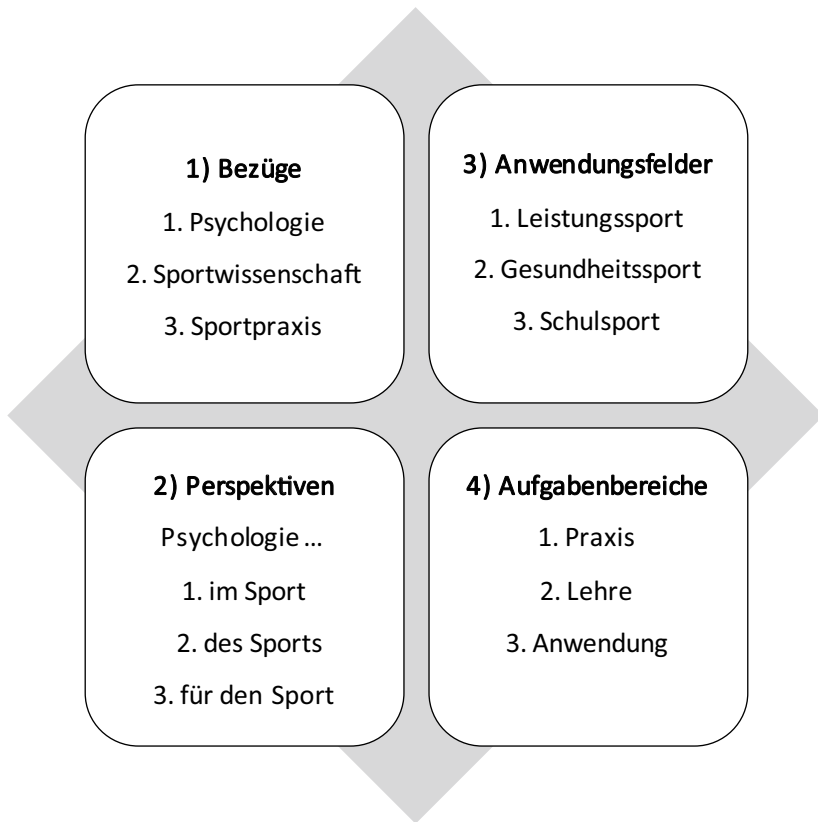 1) Bezüge
1. Psychologie
2. Sportwissenschaft
3. Sportpraxis
2) Perspektiven
Psychologie ...
1. im Sport
2. des Sports
3. für den Sport
3) Anwendungsfelder
1. Leistungssport
2. Gesundheitssport
3. Schulsport
4) Aufgabenbereiche
1. Praxis
2. Lehre
3. Anwendung